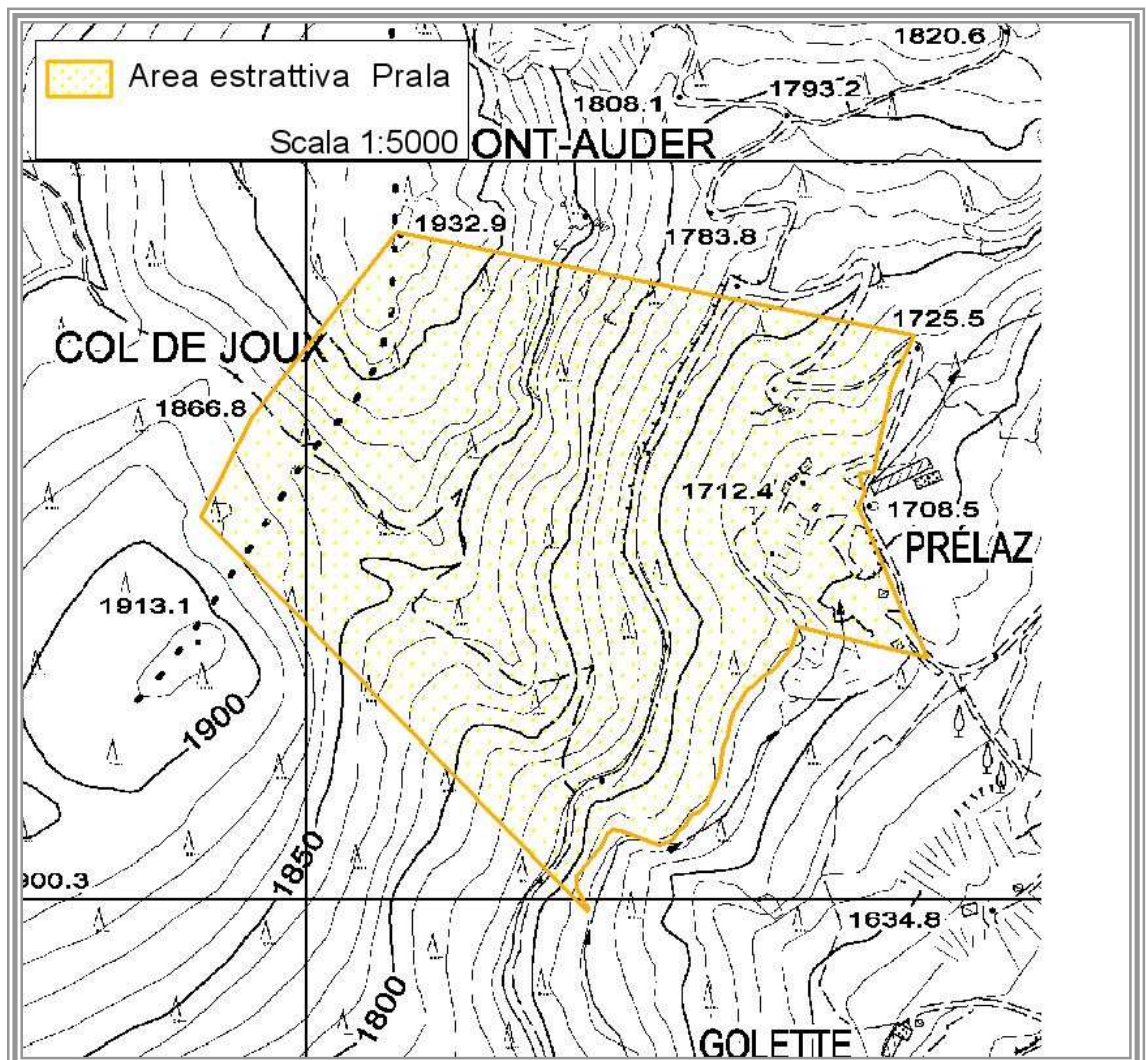 Area estrattiva Prala
Scala 1:5000
1820.6
1793.2
1808.1
ONT-AUDER
1932.9
1783.8
1725.5
COL DE JOUX
1866.8
1712.4
1708.5
PRÉLAZ
1913.1
1900
1850
900.3
1634.8
1800
GOLETTE